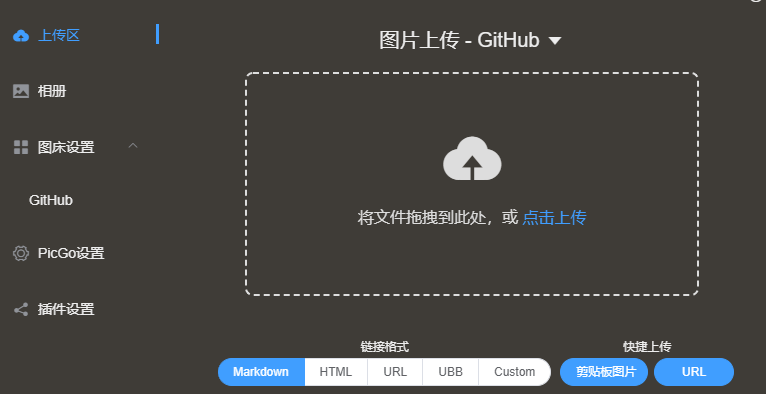 上传区
相册
图床设置
GitHub
PicGo设置
插件设置
图片上传 - GitHub
将文件拖拽到此处，或 点击上传
链接格式
Markdown HTML URL UBB Custom
快捷上传
剪贴板图片 URL